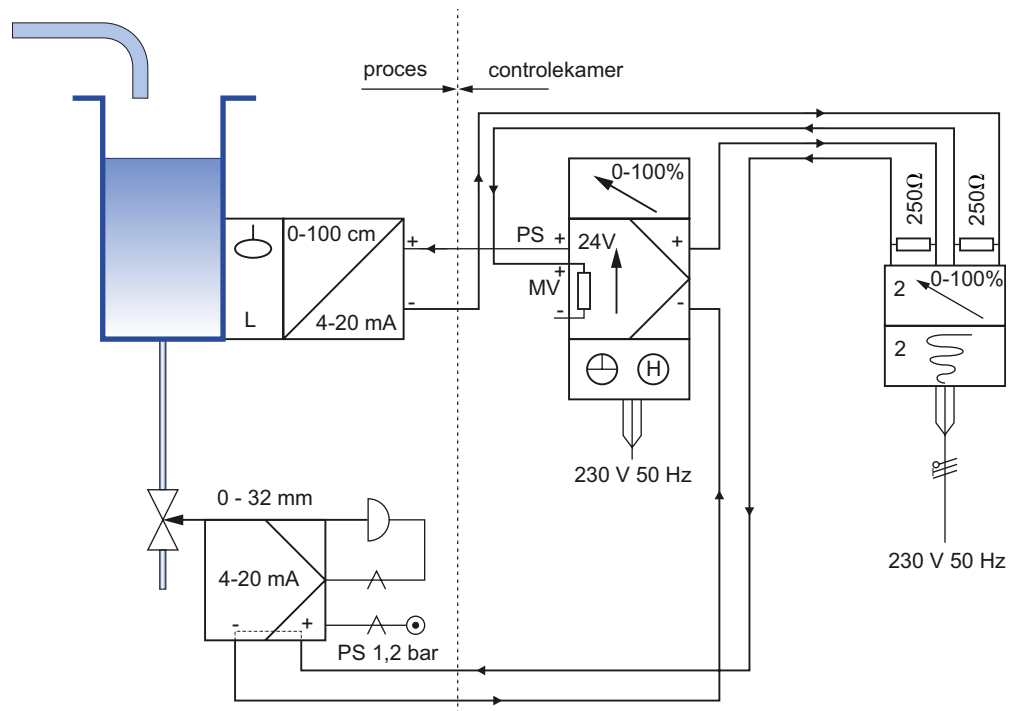 proces
controlekamer
0-100%
250Ω
250Ω
PS
+
24V
+
0-100 cm
+
+
MV
-
-
-
L
4-20 mA
2
0-100%
2
H
230 V 50 Hz
0 - 32 mm
4-20 mA
-
+
PS 1,2 bar
230 V 50 Hz